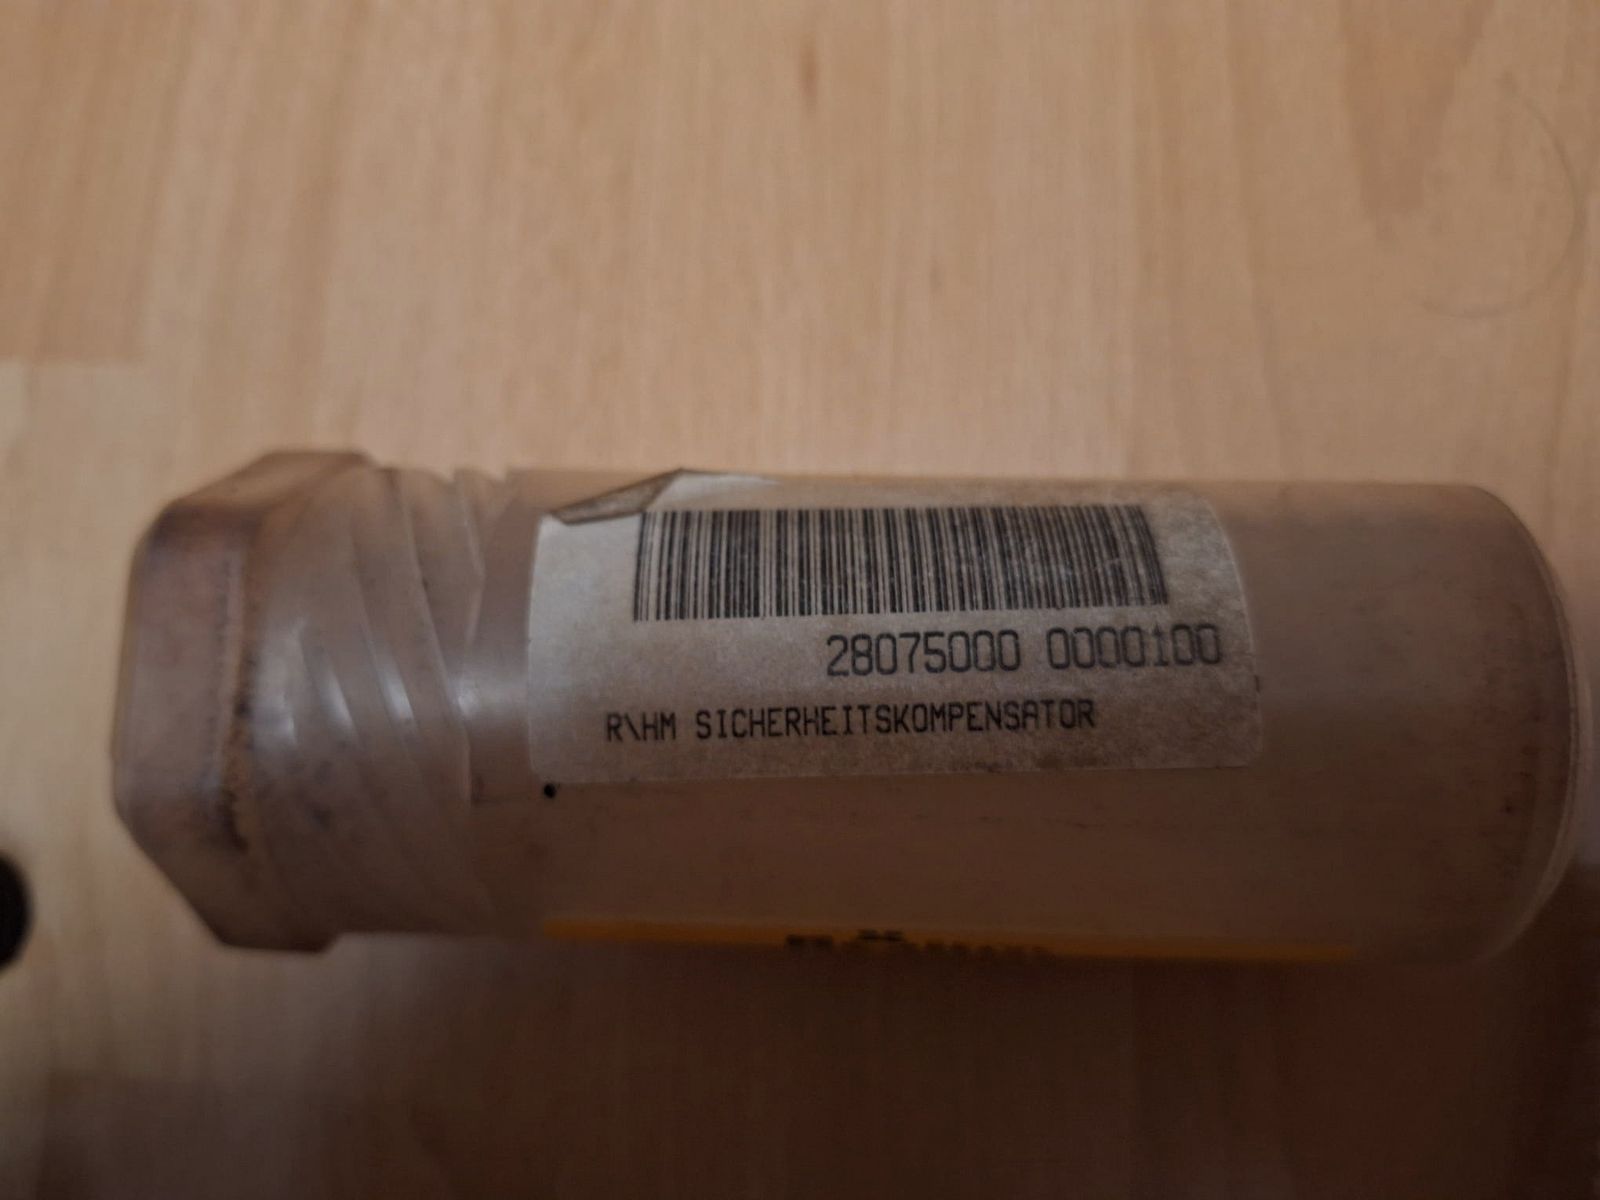 28075000 0000100
R\HM SICHERHEITSKOMPENSATOR